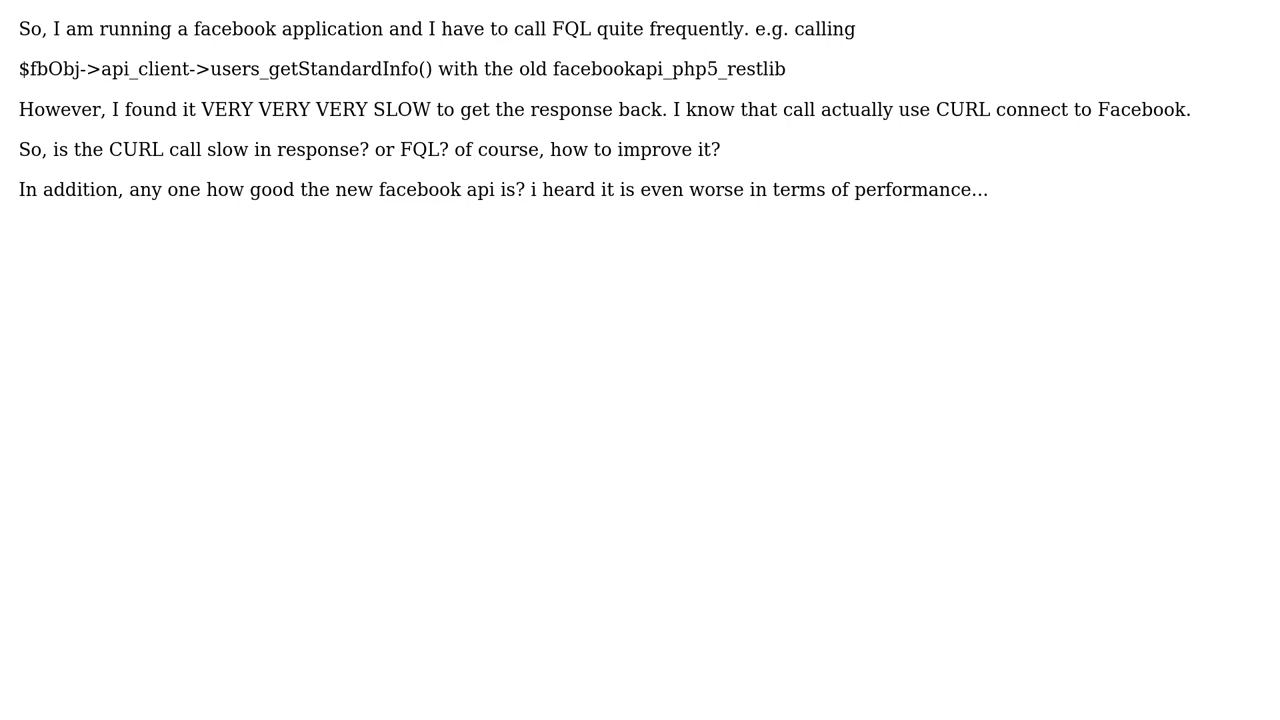 So, I am running a facebook application and I have to call FQL quite frequently. e.g. calling
$fbObj->api_client->users_getStandardInfo() with the old facebookapi_php5_restlib
However, I found it VERY VERY VERY SLOW to get the response back. I know that call actually use CURL connect to Facebook.
So, is the CURL call slow in response? or FQL? of course, how to improve it?
In addition, any one how good the new facebook api is? i heard it is even worse in terms of performance...